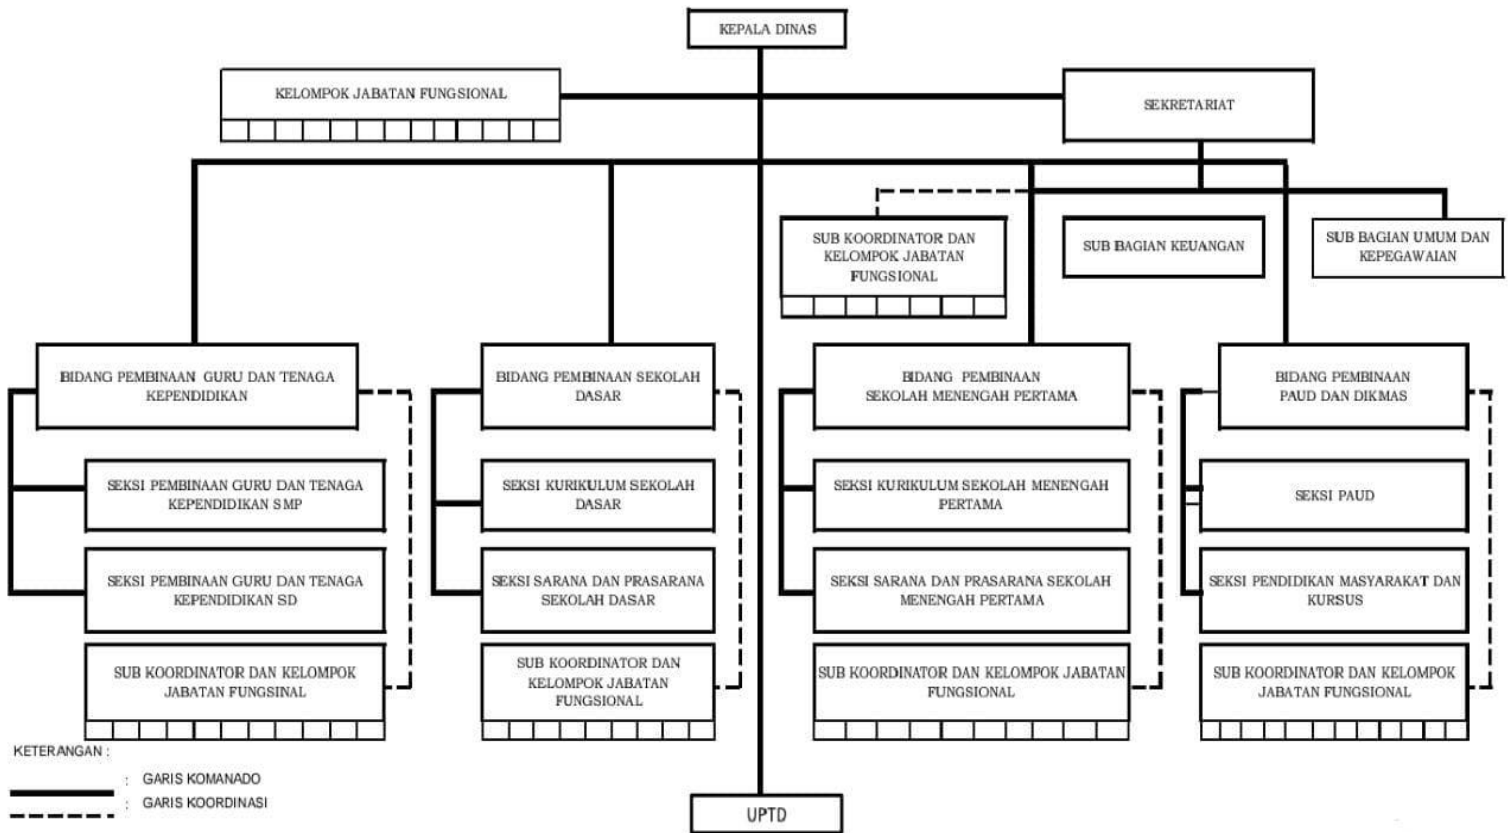 KEPALA DINAS
KELOMPOK JABATAN FUNGSIONAL
SEKRETARIAT
SUB KOORDINATOR DAN
KELOMPOK JABATAN
FUNGSIONAL
SUB BAGIAN KEUANGAN
SUB BAGIAN UMUM DAN
KEPEGAWAIAN
BIDANG PEMBINAAN GURU DAN TENAGA
KEPENDIDIKAN
BIDANG PEMBINAAN SEKOLAH
DASAR
BIDANG PEMBINAAN
SEKOLAH MENENGAH PERTAMA
BIDANG PEMBINAAN
PAUD DAN DIKMAS
SEKSI PEMBINAAN GURU DAN TENAGA
KEPENDIDIKAN SMP
SEKSI KURIKULUM SEKOLAH
DASAR
SEKSI KURIKULUM SEKOLAH MENENGAH
PERTAMA
SEKSI PAUD
SEKSI PEMBINAAN GURU DAN TENAGA
KEPENDIDIKAN SD
SEKSI SARANA DAN PRASARANA
SEKOLAH DASAR
SEKSI SARANA DAN PRASARANA SEKOLAH
MENENGAH PERTAMA
SEKSI PENDIDIKAN MASYARAKAT DAN
KURSUS
SUB KOORDINATOR DAN KELOMPOK
JABATAN FUNGSINAL
SUB KOORDINATOR DAN
KELOMPOK JABATAN
FUNGSIONAL
SUB KOORDINATOR DAN KELOMPOK JABATAN
FUNGSIONAL
SUB KOORDINATOR DAN KELOMPOK
JABATAN FUNGSIONAL
KETERANGAN :
: GARIS KOMANADO
: GARIS KOORDINASI
UPTD